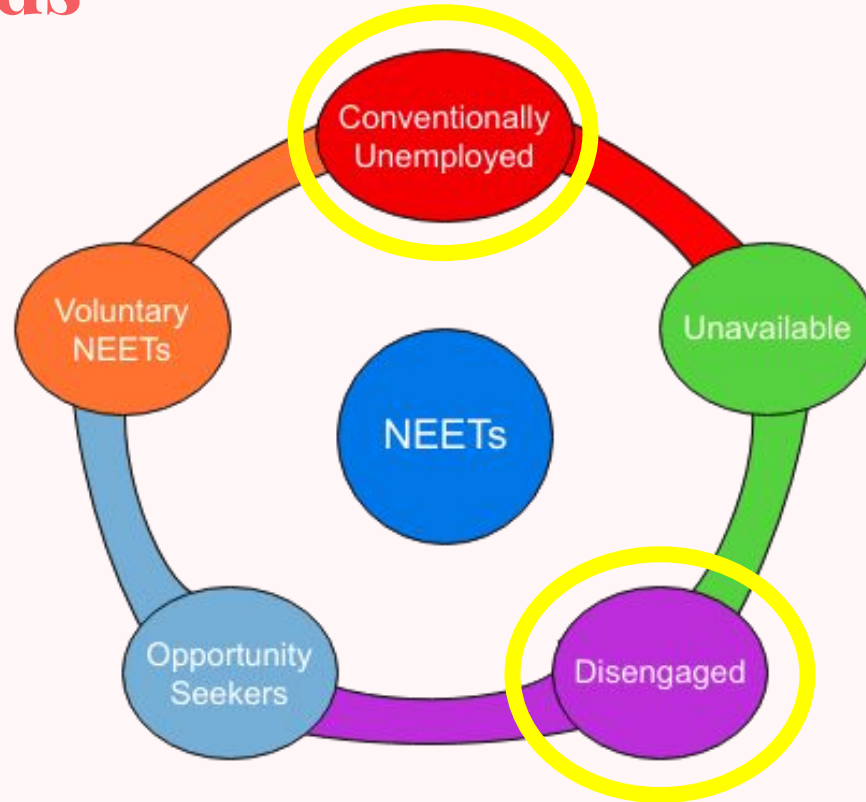 Conventionally
Unemployed
Voluntary
NEETs
Unavailable
NEETs
Opportunity
Seekers
Disengaged